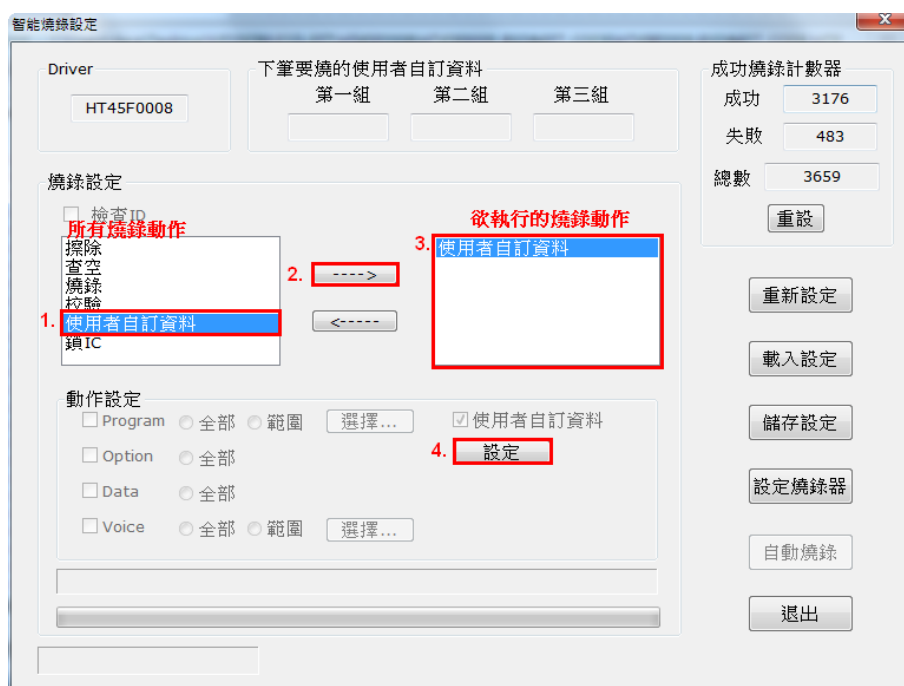 智能燒錄設定
X
Driver
HT45F0008
下筆要燒的使用者自訂資料
第一組 第二組 第三組
成功燒錄計數器
成功 3176
失敗 483
總數 3659
重設
燒錄設定
檢查ID
所有燒錄動作
擦除
查空
燒錄
校驗
1. 使用者自訂資料
鎖IC
2. ---->
<-----
欲執行的燒錄動作
3. 使用者自訂資料
動作設定
Program 全部 範圍 選擇... 使用者自訂資料
4. 設定
Option 全部
Data 全部
Voice 全部 範圍 選擇...
重新設定
載入設定
儲存設定
設定燒錄器
自動燒錄
退出